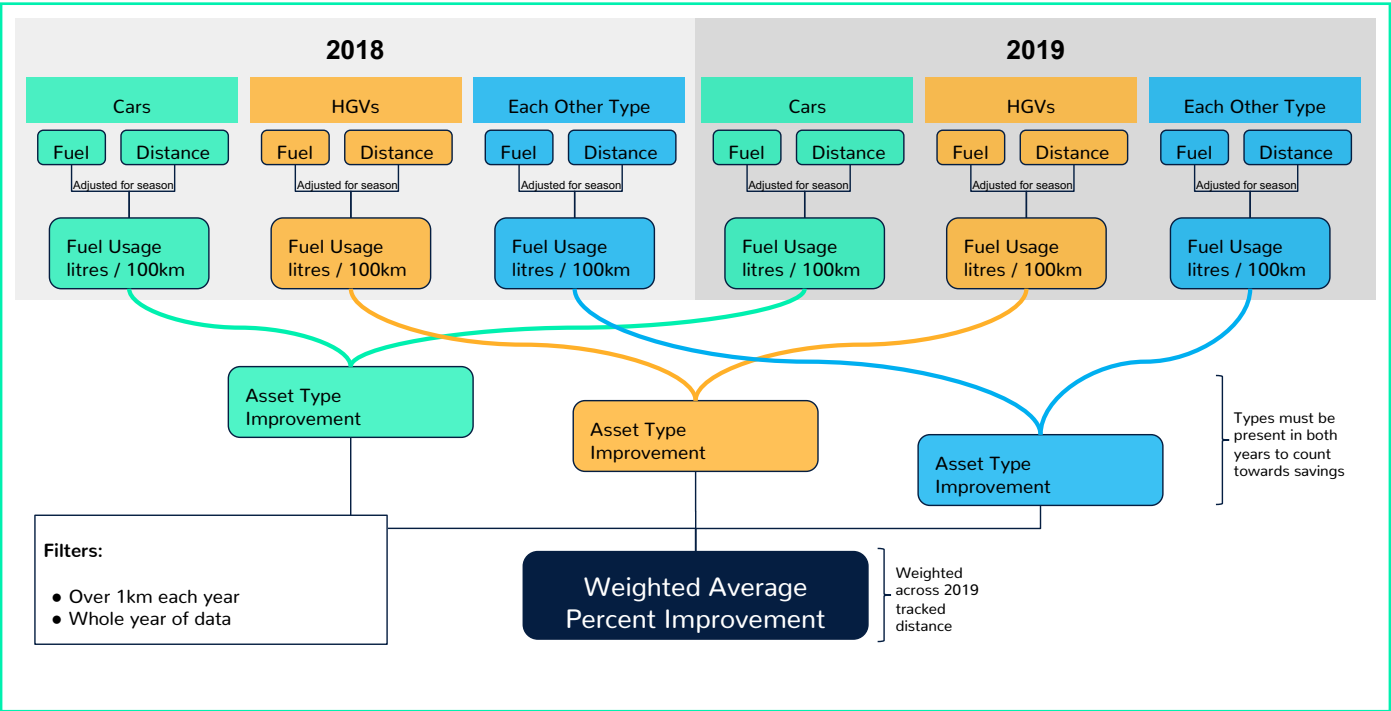 2018
2019
Cars
HGVs
Each Other Type
Cars
HGVs
Each Other Type
Fuel
Distance
Fuel
Distance
Fuel
Distance
Fuel
Distance
Fuel
Distance
Fuel
Distance
Adjusted for season
Adjusted for season
Adjusted for season
Adjusted for season
Adjusted for season
Adjusted for season
Fuel Usage
litres / 100km
Fuel Usage
litres / 100km
Fuel Usage
litres / 100km
Fuel Usage
litres / 100km
Fuel Usage
litres / 100km
Fuel Usage
litres / 100km
Asset Type
Improvement
Asset Type
Improvement
Asset Type
Improvement
Types must be
present in both
years to count
towards savings
Filters:
● Over 1km each year
● Whole year of data
Weighted Average
Percent Improvement
Weighted
across 2019
tracked
distance